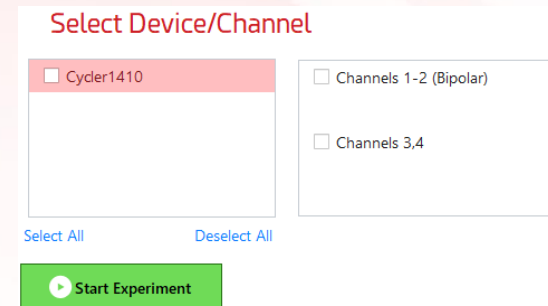 Select Device/Channel
Cycler1410
Channels 1-2 (Bipolar)
Channels 3,4
Select All
Deselect All
Start Experiment